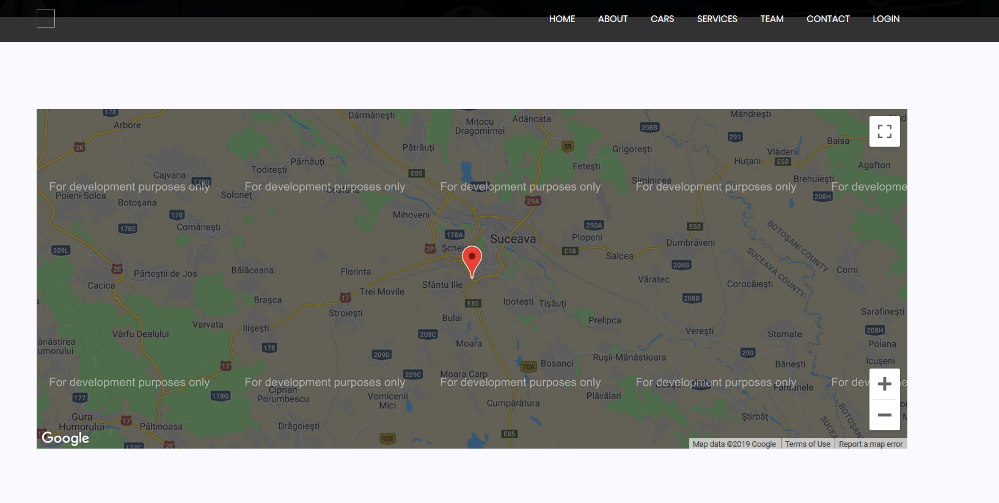 HOME ABOUT CARS SERVICES TEAM CONTACT LOGIN
178
Arbore
Dărmănești
Mitocu
Dragomirnei
Adâncata
Mândrești
208B
291
Baisa
2K
Pătrăuți
59
Grigorești
Vlădeni
Părhăuți
Huțani
E58
Todirești
Fetești
Agafton
Cajvana
178D
E85
Siminicea
Brehuiești
For development purposes only
For development purposes only
For development purposes only
For development purposes only
For developme
Poieni-Solca
Soloneț
Costâna
208H
Botoșana
29A
178
Mihoveni
178E
Comănești
178A
290A
E58
Plopeni
BOTOȘANI COUNTY
SUCEAVA COUNTY
Suceava
Dumbrăveni
209L
2P
Șcheia
E58
Salcea
208B
2E
Pârteștii de Jos
Bălăceana
Florinta
Corni
Cacica
Sfântu Ilie
Văratec
Corocăiești
Trei Movile
17
Brașca
E85
Ipotești
Tișăuți
208B
Stroiești
Bulai
Prelipca
Sarafinești
Varvata
Ilișești
Vârfu Dealului
209C
Verești
Stamate
208H
ănăstirea
umorului
178
Moara
Poiana
209D
Rușii-Mănăstioara
290
17
70A
Bosanci
Bănești
Icușeni
209C
Moara Carp
For development purposes only
For development purposes only
For development purposes only
For development purposes only
For dev
Fântânele
177
178G
Ciprian
Porumbescu
Vornicenii
Mici
Plăvălari
Cumpărătura
Gura
Humorului
17
Păltinoasa
Drăgoiești
Știrbăț
SUCEA
BOTOȘANI
93E
E85
177C
2E
Google
Map data ©2019 Google Terms of Use Report a map error